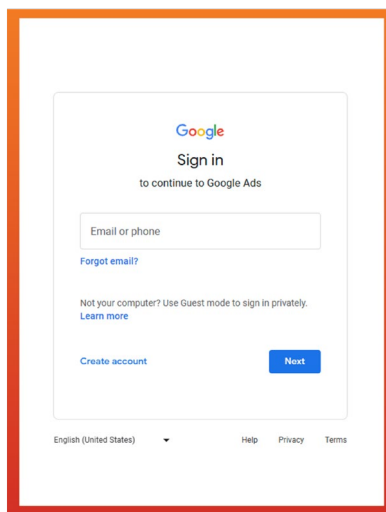 Google
Sign in
to continue to Google Ads
Email or phone
Forgot email?
Not your computer? Use Guest mode to sign in privately.
Learn more
Create account
Next
English (United States)
Help
Privacy
Terms